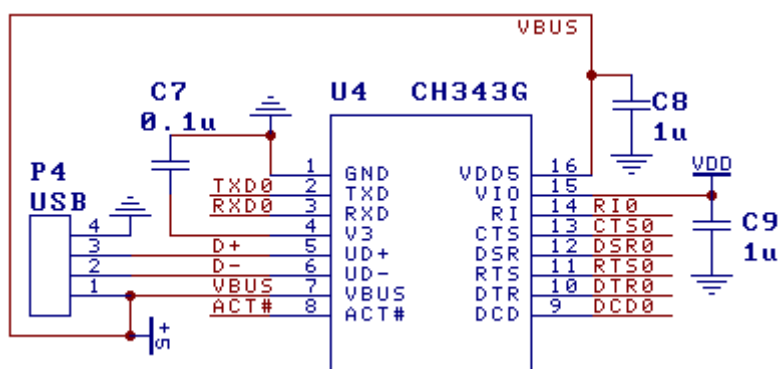 VBUS
C7
0.1u
U4 CH343G
C8
1u
P4
USB
1 GND VDD5 16
TXD0 2 TXD VIO 15 VDD
RXD0 3 RXD RI 14 RI0
4 4 V3 CTS 13 CTS0
3 D+ 5 UD+ DSR 12 DSR0
2 D- 6 UD- RTS 11 RTS0
1 VBUS 7 VBUS DTR 10 DTR0
ACT# 8 ACT# DCD 9 DCD0
C9
1u
+5